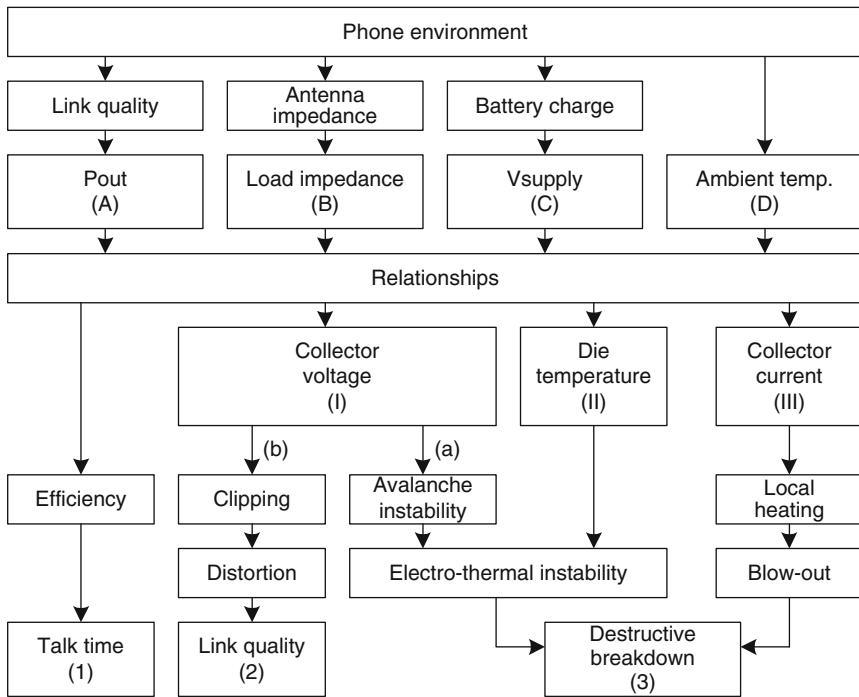 Phone environment
Link quality
Antenna
impedance
Battery charge
Pout
(A)
Load impedance
(B)
Vsupply
(C)
Ambient temp.
(D)
Relationships
Collector
voltage
(I)
Die
temperature
(II)
Collector
current
(III)
(b)
(a)
Efficiency
Clipping
Avalanche
instability
Local
heating
Distortion
Electro-thermal instability
Blow-out
Talk time
(1)
Link quality
(2)
Destructive
breakdown
(3)